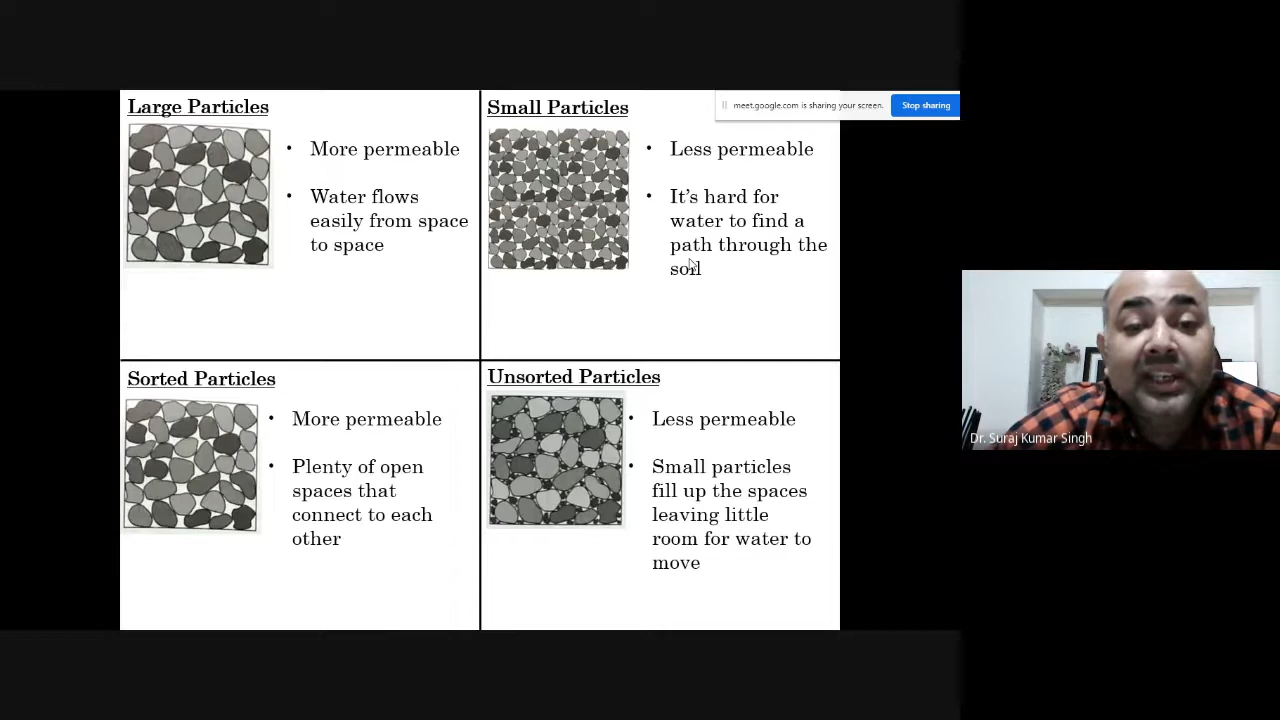 Large Particles
• More permeable
• Water flows
easily from space
to space
Small Particles
meet.google.com is sharing your screen.
Stop sharing
• Less permeable
• It's hard for
water to find a
path through the
soil
Sorted Particles
• More permeable
• Plenty of open
spaces that
connect to each
other
Unsorted Particles
• Less permeable
• Small particles
fill up the spaces
leaving little
room for water to
move
Dr. Suraj Kumar Singh